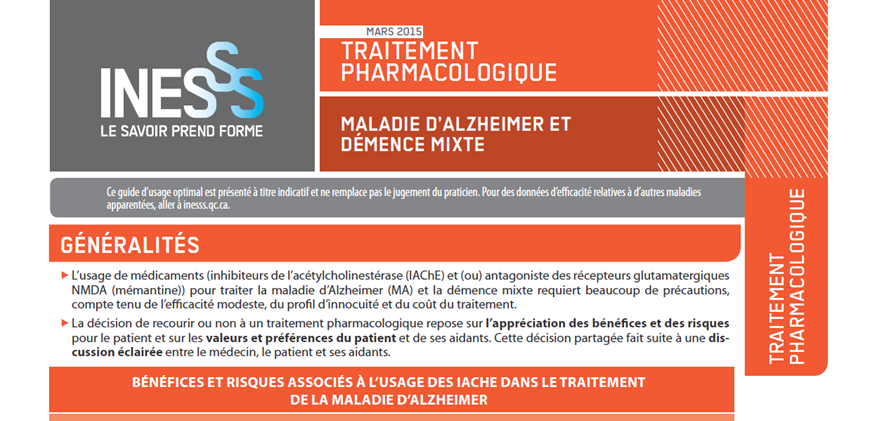 INESSS
LE SAVOIR PREND FORME
MARS 2015
TRAITEMENT
PHARMACOLOGIQUE
MALADIE D'ALZHEIMER ET
DÉMENCE MIXTE
Ce guide d'usage optimal est présenté à titre indicatif et ne remplace pas le jugement du praticien. Pour des données d'efficacité relatives à d'autres maladies
apparentées, aller à inesss.qc.ca.
GÉNÉRALITÉS
► L'usage de médicaments (inhibiteurs de l'acétylcholinestérase (IAChE) et (ou) antagoniste des récepteurs glutamatergiques
NMDA (mémantine)) pour traiter la maladie d'Alzheimer (MA) et la démence mixte requiert beaucoup de précautions,
compte tenu de l'efficacité modeste, du profil d'innocuité et du coût du traitement.
► La décision de recourir ou non à un traitement pharmacologique repose sur l'appréciation des bénéfices et des risques
pour le patient et sur les valeurs et préférences du patient et de ses aidants. Cette décision partagée fait suite à une dis-
cussion éclairée entre le médecin, le patient et ses aidants.
BÉNÉFICES ET RISQUES ASSOCIÉS À L'USAGE DES IACHE DANS LE TRAITEMENT
DE LA MALADIE D'ALZHEIMER
TRAITEMENT
PHARMACOLOGIQUE